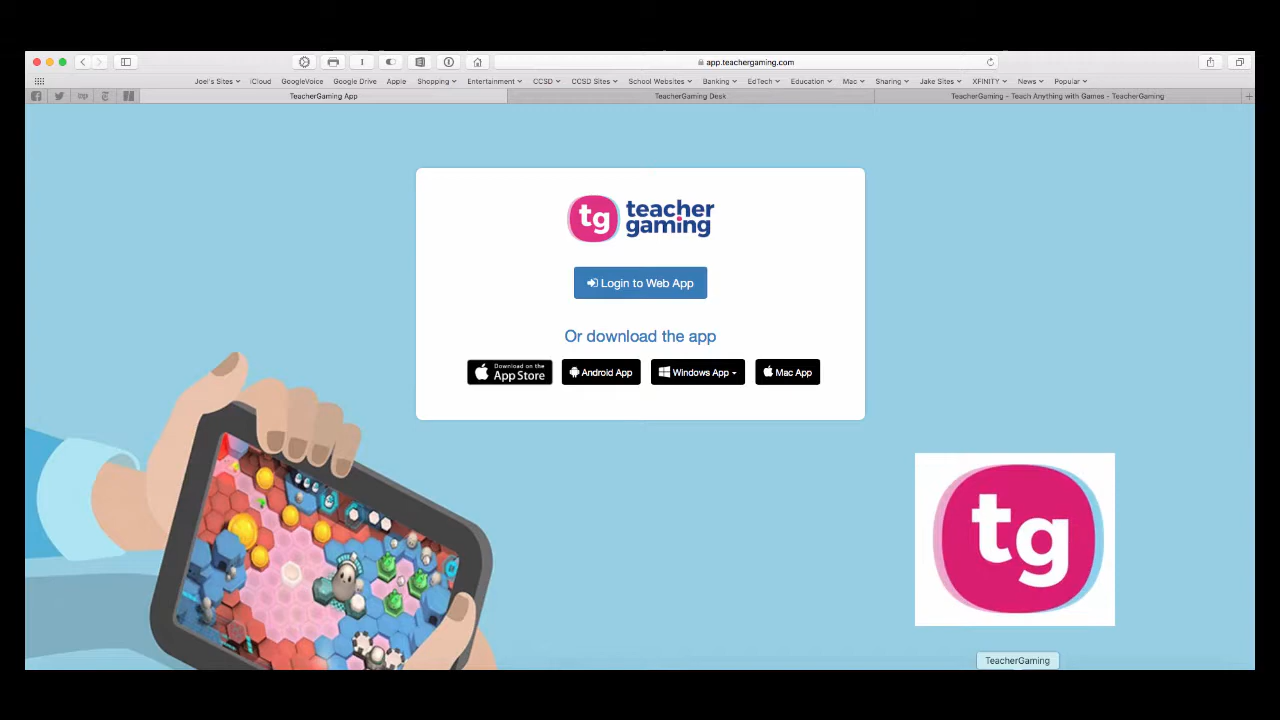 app.teachergaming.com
Joel's Sites iCloud GoogleVoice Google Drive Apple Shopping Entertainment CCSD CCSD Sites School Websites Banking EdTech Education Mac Sharing Jake Sites XFINITY News Popular
TeacherGaming App TeacherGaming Desk TeacherGaming - Teach Anything with Games - TeacherGaming
tg teacher
gaming
Login to Web App
Or download the app
Download on the
App Store Android App Windows App Mac App
tg
TeacherGaming